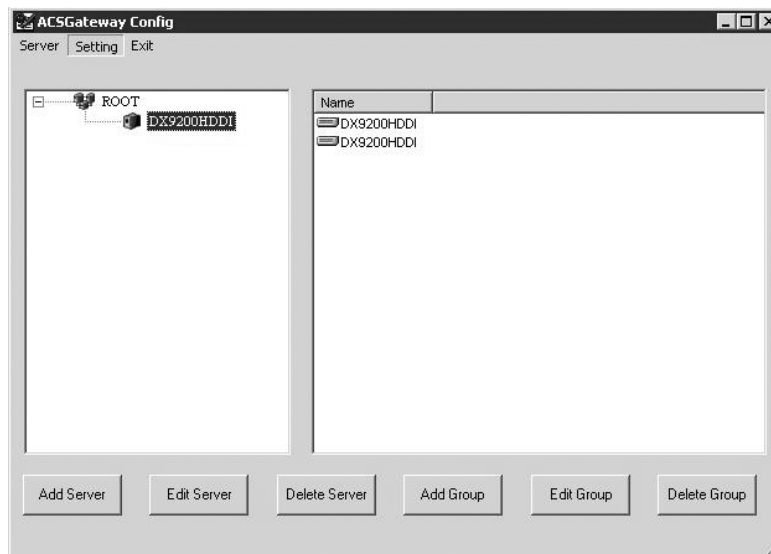 ACSGateway Config
Server Setting Exit
ROOT
DX9200HDDI
Name
DX9200HDDI
DX9200HDDI
Add Server Edit Server Delete Server Add Group Edit Group Delete Group